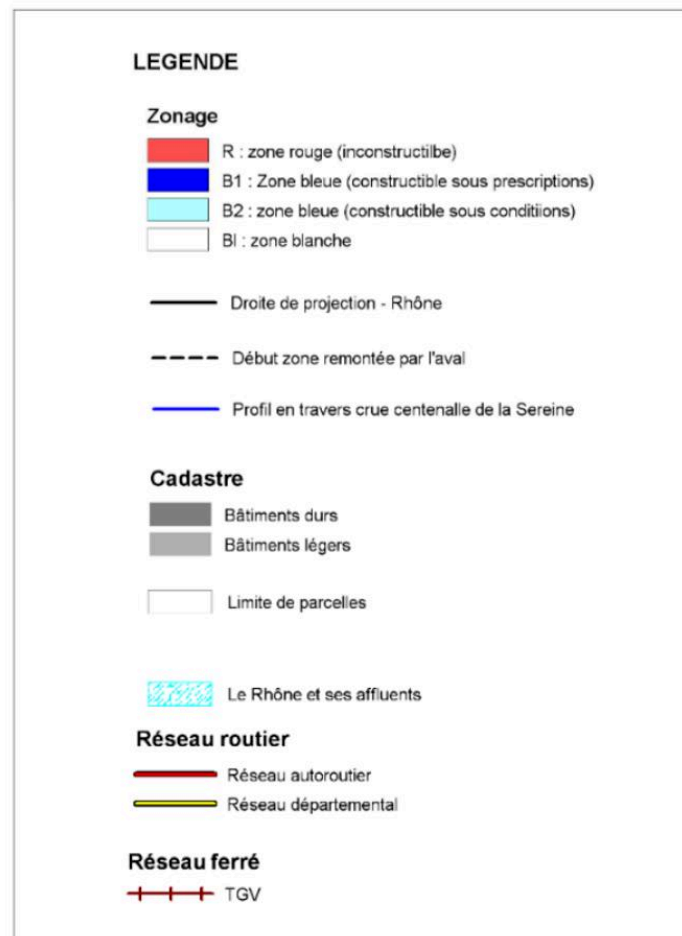 LEGENDE
Zonage
R : zone rouge (inconstructilbe)
B1 : Zone bleue (constructible sous prescriptions)
B2 : zone bleue (constructible sous conditiions)
Bl : zone blanche
Droite de projection - Rhône
Début zone remontée par l'aval
Profil en travers crue centenalle de la Sereine
Cadastre
Bâtiments durs
Bâtiments légers
Limite de parcelles
Le Rhône et ses affluents
Réseau routier
Réseau autoroutier
Réseau départemental
Réseau ferré
TGV